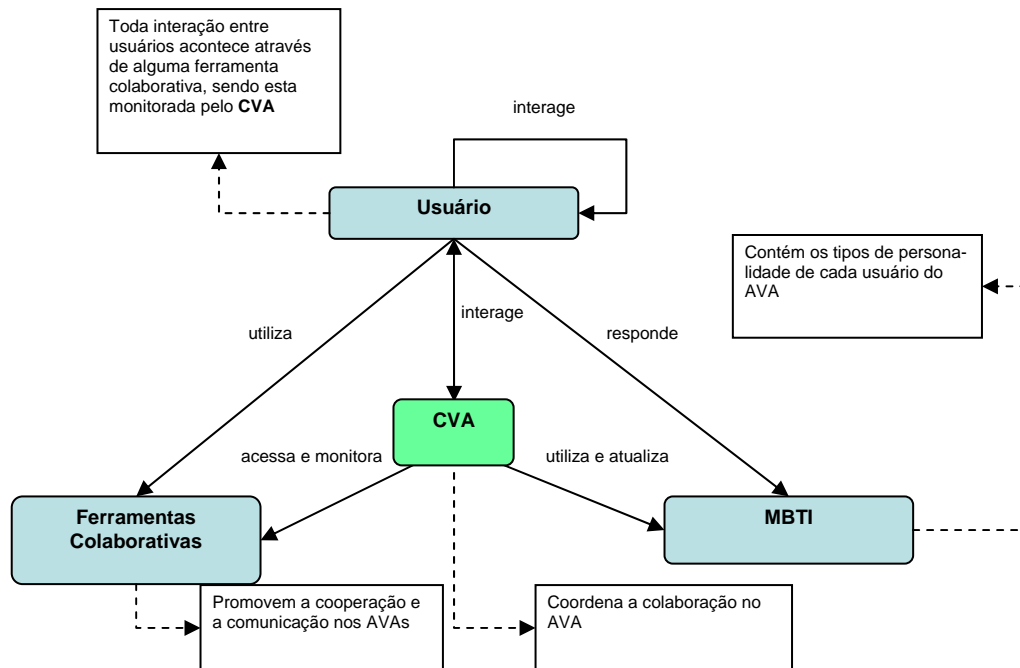 Toda interação entre
usuários acontece através
de alguma ferramenta
colaborativa, sendo esta
monitorada pelo CVA
interage
Usuário
Contém os tipos de persona-
lidade de cada usuário do
AVA
utiliza
interage
responde
CVA
acessa e monitora
utiliza e atualiza
Ferramentas
Colaborativas
MBTI
Promovem a cooperação e
a comunicação nos AVAs
Coordena a colaboração no
AVA